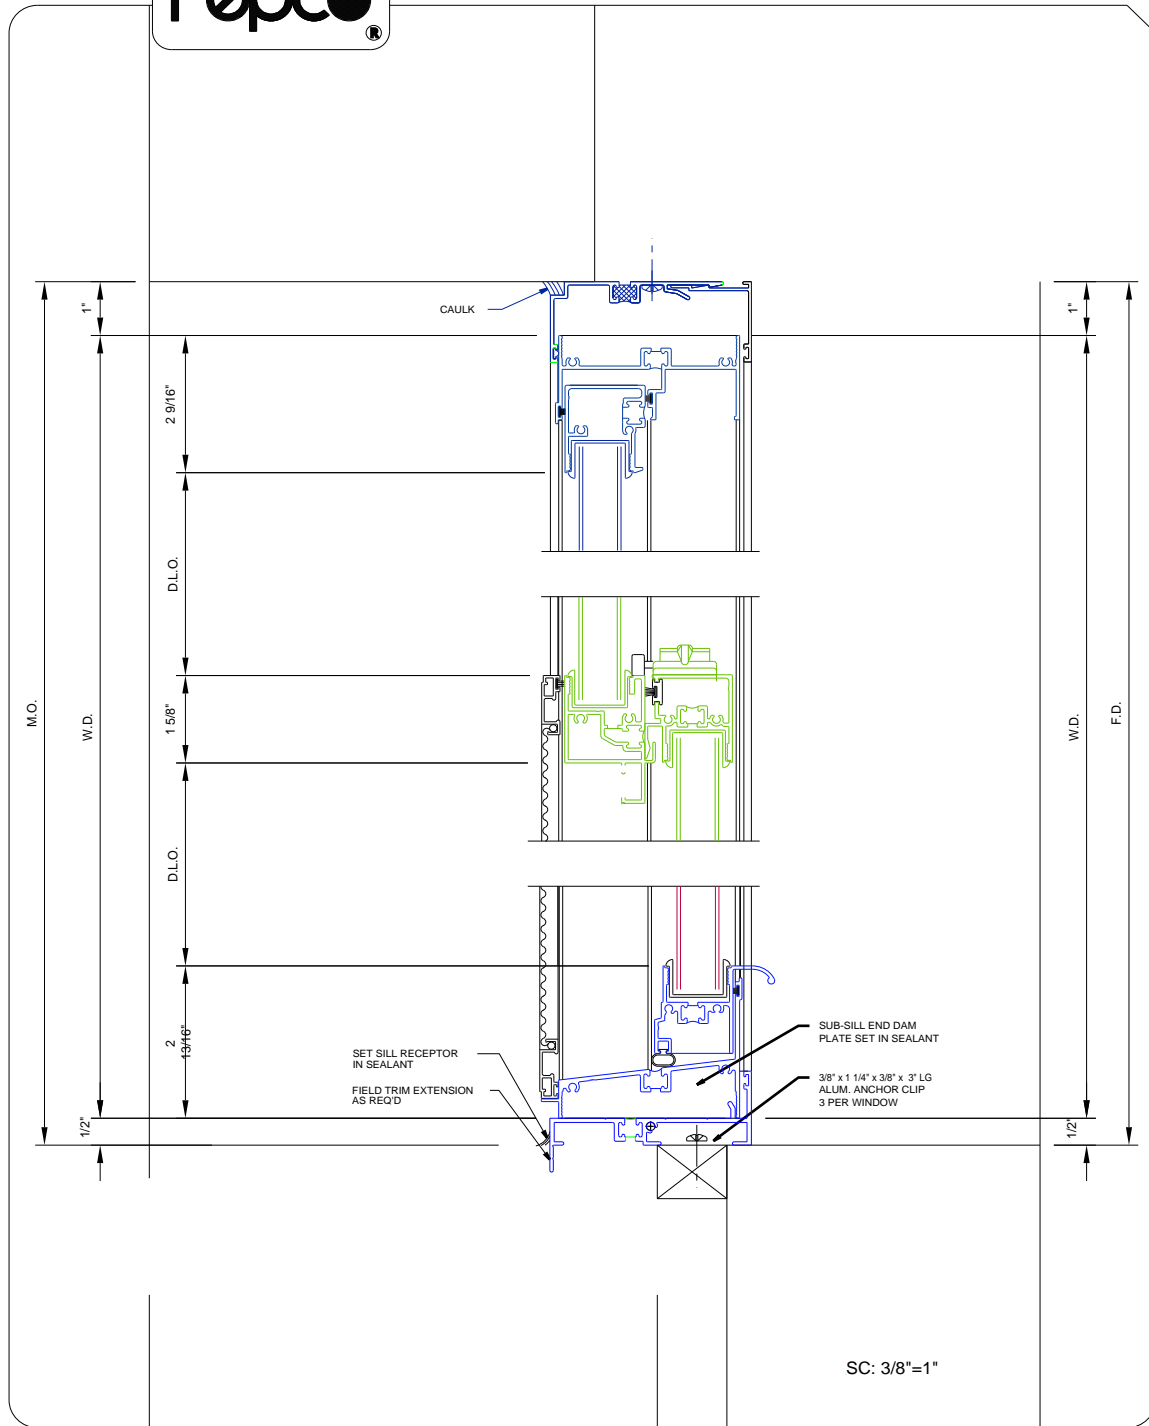 repco
®
CAULK
1"
1"
2 9/16"
D.L.O.
M.O.
W.D.
1 5/8"
W.D.
F.D.
D.L.O.
2 13/16"
SUB-SILL END DAM
PLATE SET IN SEALANT
SET SILL RECEPTOR
IN SEALANT
3/8" x 1 1/4" x 3/8" x 3" LG
ALUM. ANCHOR CLIP
3 PER WINDOW
FIELD TRIM EXTENSION
AS REQ'D
1/2"
1/2"
SC: 3/8"=1"